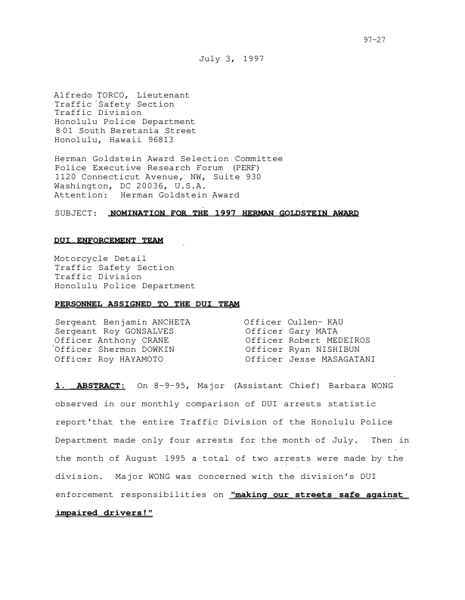 97-27
July 3, 1997
Alfredo TORCO, Lieutenant
Traffic Safety Section
Traffic Division
Honolulu Police Department
801 South Beretania Street
Honolulu, Hawaii 96813
Herman Goldstein Award Selection Committee
Police Executive Research Forum (PERF)
1120 Connecticut Avenue, NW, Suite 930
Washington, DC 20036, U.S.A.
Attention: Herman Goldstein Award
SUBJECT: NOMINATION FOR THE 1997 HERMAN GOLDSTEIN AWARD
DUI ENFORCEMENT TEAM
Motorcycle Detail
Traffic Safety Section
Traffic Division
Honolulu Police Department
PERSONNEL ASSIGNED TO THE DUI TEAM
Sergeant Benjamin ANCHETA Officer Cullen- KAU
Sergeant Roy GONSALVES Officer Gary MATA
Officer Anthony CRANE Officer Robert MEDEIROS
Officer Shermon DOWKIN Officer Ryan NISHIBUN
Officer Roy HAYAMOTO Officer Jesse MASAGATANI
1. ABSTRACT: On 8-9-95, Major (Assistant Chief) Barbara WONG
observed in our monthly comparison of DUI arrests statistic
report'that the entire Traffic Division of the Honolulu Police
Department made only four arrests for the month of July. Then in
the month of August 1995 a total of two arrests were made by the
division. Major WONG was concerned with the division's DUI
enforcement responsibilities on "making our streets safe against
impaired drivers!"